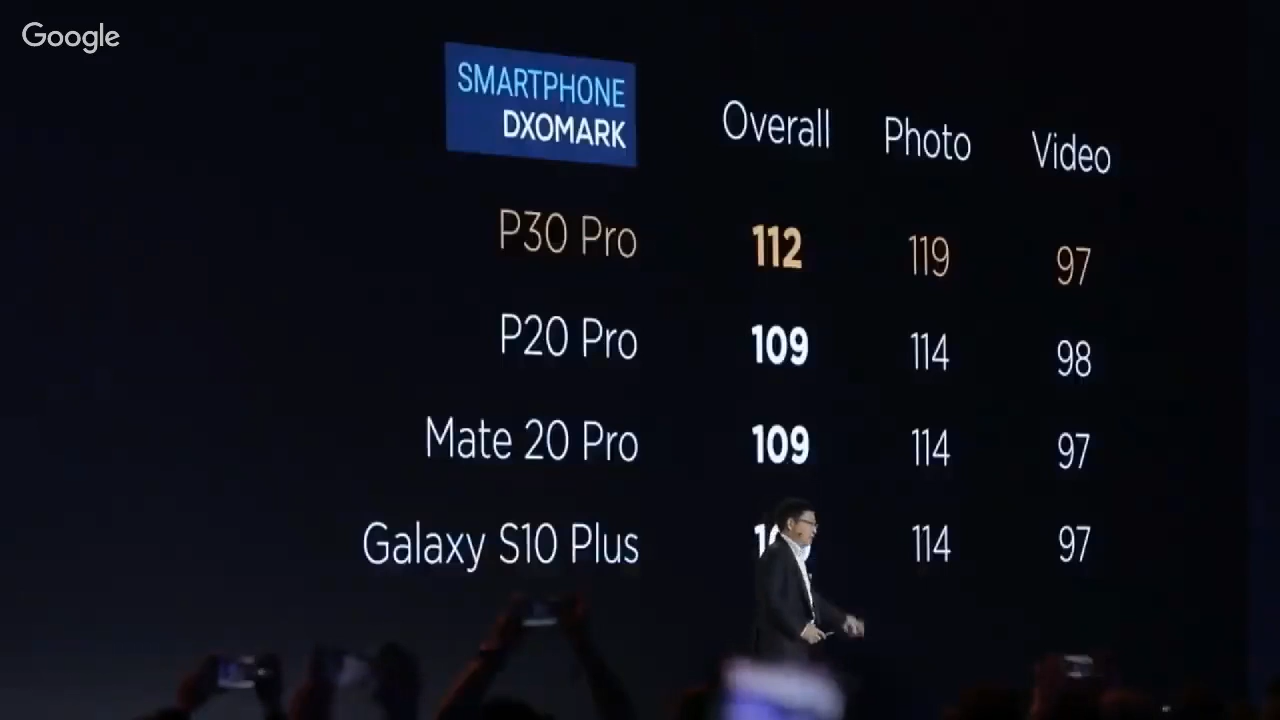 Google
SMARTPHONE
DXOMARK
Overall Photo Video
P30 Pro 112 119 97
P20 Pro 109 114 98
Mate 20 Pro 109 114 97
Galaxy S10 Plus 114 97